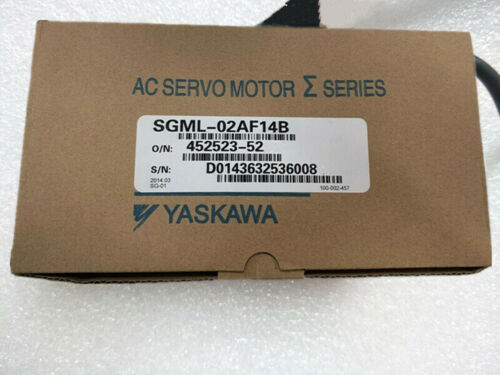 AC SERVO MOTOR Σ SERIES
SGML-02AF14B
O/N: 452523-52
S/N: D0143632536008
2014.03
SG-01 100-002-457
YASKAWA